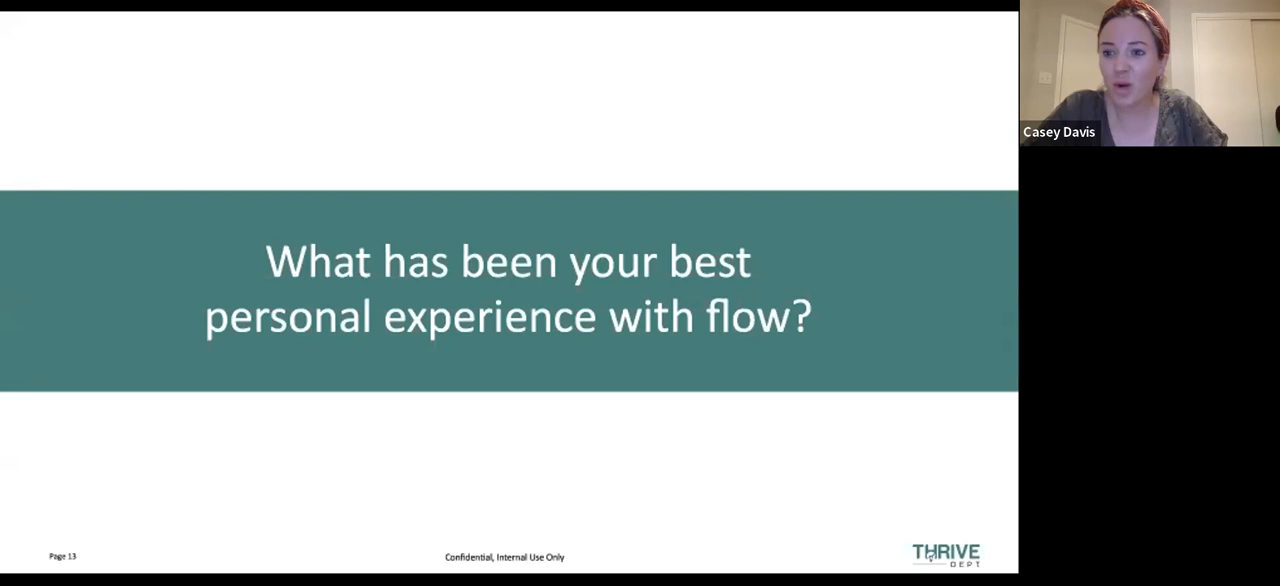 What has been your best
personal experience with flow?
Page 13
Confidential, Internal Use Only
THRIVE
DEPT
Casey Davis